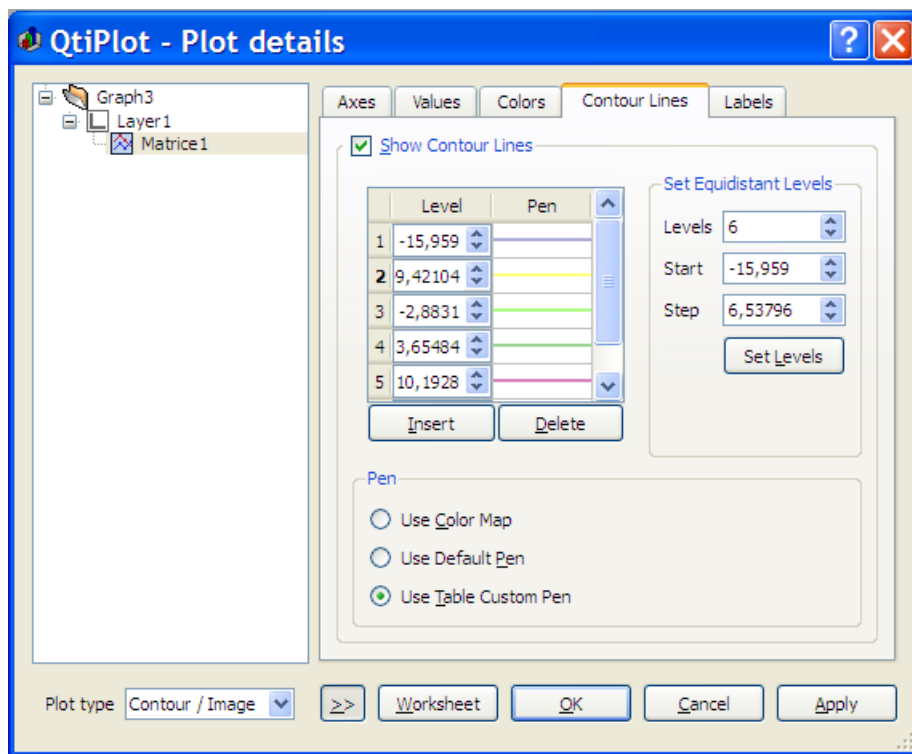 QtiPlot - Plot details
Graph3
Layer1
Matrice1
Axes Values Colors Contour Lines Labels
Show Contour Lines
Level Pen
1 -15,959
2 9,42104
3 -2,8831
4 3,65484
5 10,1928
Insert Delete
Set Equidistant Levels
Levels 6
Start -15,959
Step 6,53796
Set Levels
Pen
Use Color Map
Use Default Pen
Use Table Custom Pen
Plot type Contour / Image >> Worksheet OK Cancel Apply